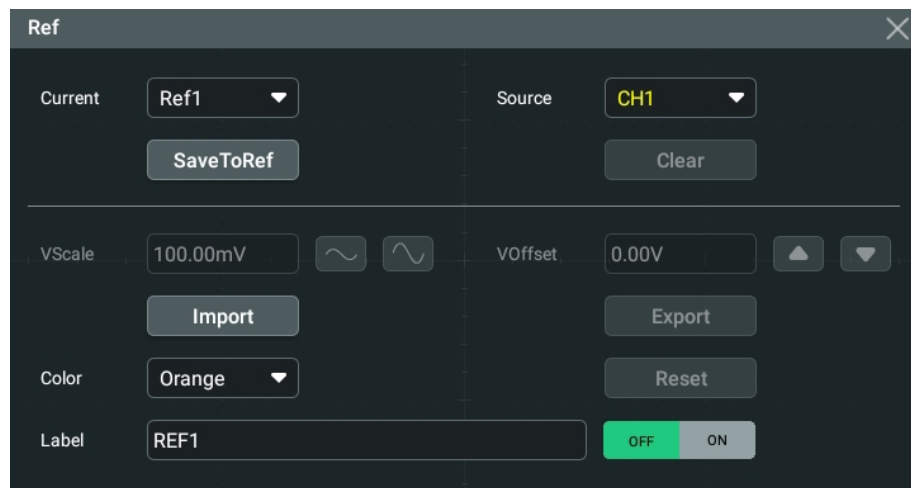 Ref
Current Ref1 Source CH1
SaveToRef Clear
VScale 100.00mV VOffset 0.00V
Import Export
Color Orange Reset
Label REF1 OFF ON